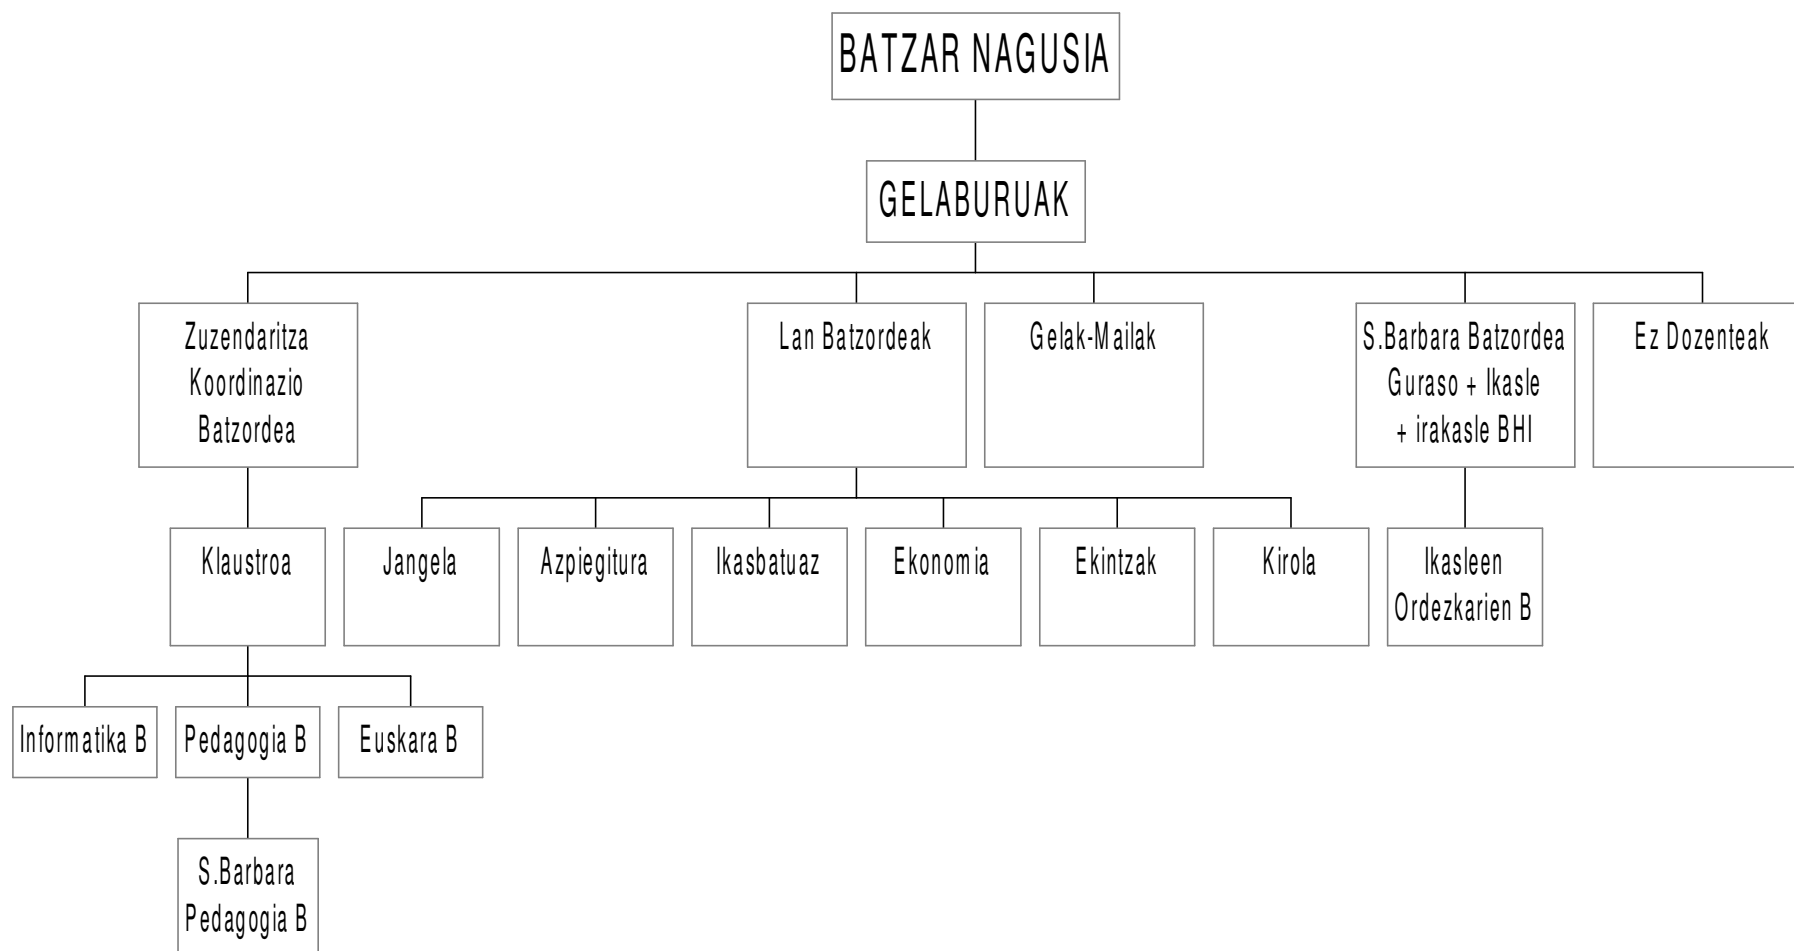 BATZAR NAGUSIA
GELABURUAK
Zuzendaritza
Koordinazio
Batzordea
Lan Batzordeak
Gelak-Mailak
S.Barbara Batzordea
Guraso + Ikasle
+ irakasle BHI
Ez Dozenteak
Klaustroa
Jangela
Azpiegitura
Ikasbatuaz
Ekonomia
Ekintzak
Kirola
Ikasleen
Ordezkarien B
Informatika B
Pedagogia B
Euskara B
S.Barbara
Pedagogia B